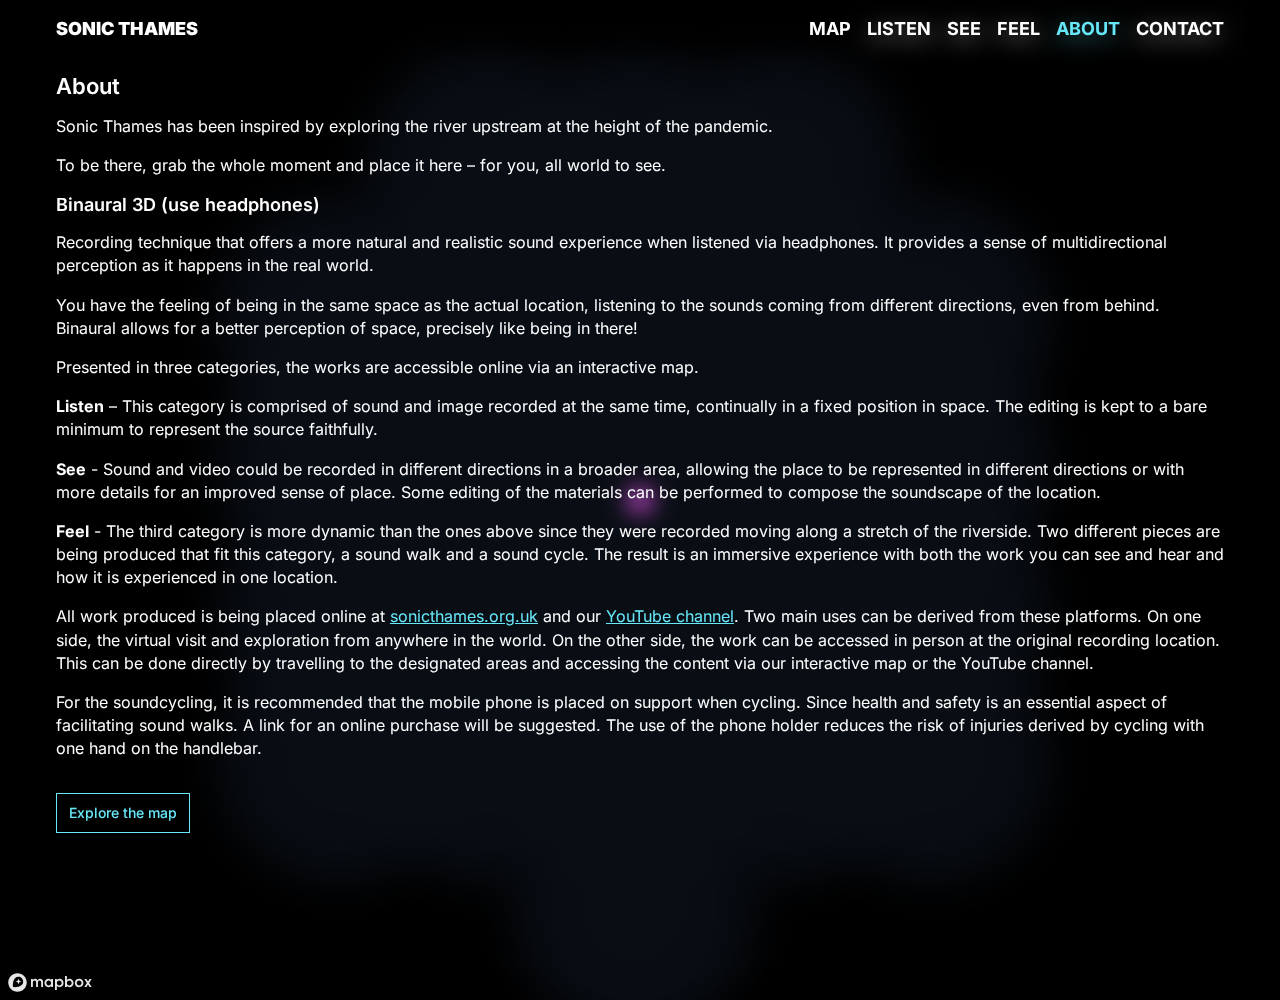 SONIC THAMES
MAP LISTEN SEE FEEL ABOUT CONTACT
About
Sonic Thames has been inspired by exploring the river upstream at the height of the pandemic.
To be there, grab the whole moment and place it here – for you, all world to see.
Binaural 3D (use headphones)
Recording technique that offers a more natural and realistic sound experience when listened via headphones. It provides a sense of multidirectional
perception as it happens in the real world.
You have the feeling of being in the same space as the actual location, listening to the sounds coming from different directions, even from behind.
Binaural allows for a better perception of space, precisely like being in there!
Presented in three categories, the works are accessible online via an interactive map.
Listen – This category is comprised of sound and image recorded at the same time, continually in a fixed position in space. The editing is kept to a bare
minimum to represent the source faithfully.
See - Sound and video could be recorded in different directions in a broader area, allowing the place to be represented in different directions or with
more details for an improved sense of place. Some editing of the materials can be performed to compose the soundscape of the location.
Feel - The third category is more dynamic than the ones above since they were recorded moving along a stretch of the riverside. Two different pieces are
being produced that fit this category, a sound walk and a sound cycle. The result is an immersive experience with both the work you can see and hear and
how it is experienced in one location.
All work produced is being placed online at sonicthames.org.uk and our YouTube channel. Two main uses can be derived from these platforms. On one
side, the virtual visit and exploration from anywhere in the world. On the other side, the work can be accessed in person at the original recording location.
This can be done directly by travelling to the designated areas and accessing the content via our interactive map or the YouTube channel.
For the soundcycling, it is recommended that the mobile phone is placed on support when cycling. Since health and safety is an essential aspect of
facilitating sound walks. A link for an online purchase will be suggested. The use of the phone holder reduces the risk of injuries derived by cycling with
one hand on the handlebar.
Explore the map
mapbox